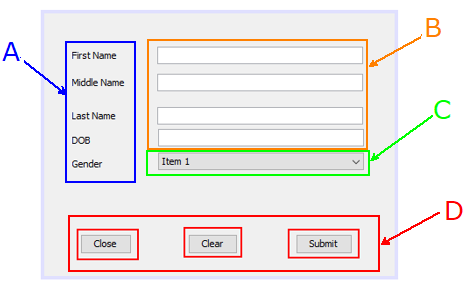 A
First Name
B
Middle Name
C
Last Name
DOB
Gender
Item 1
D
Close
Clear
Submit